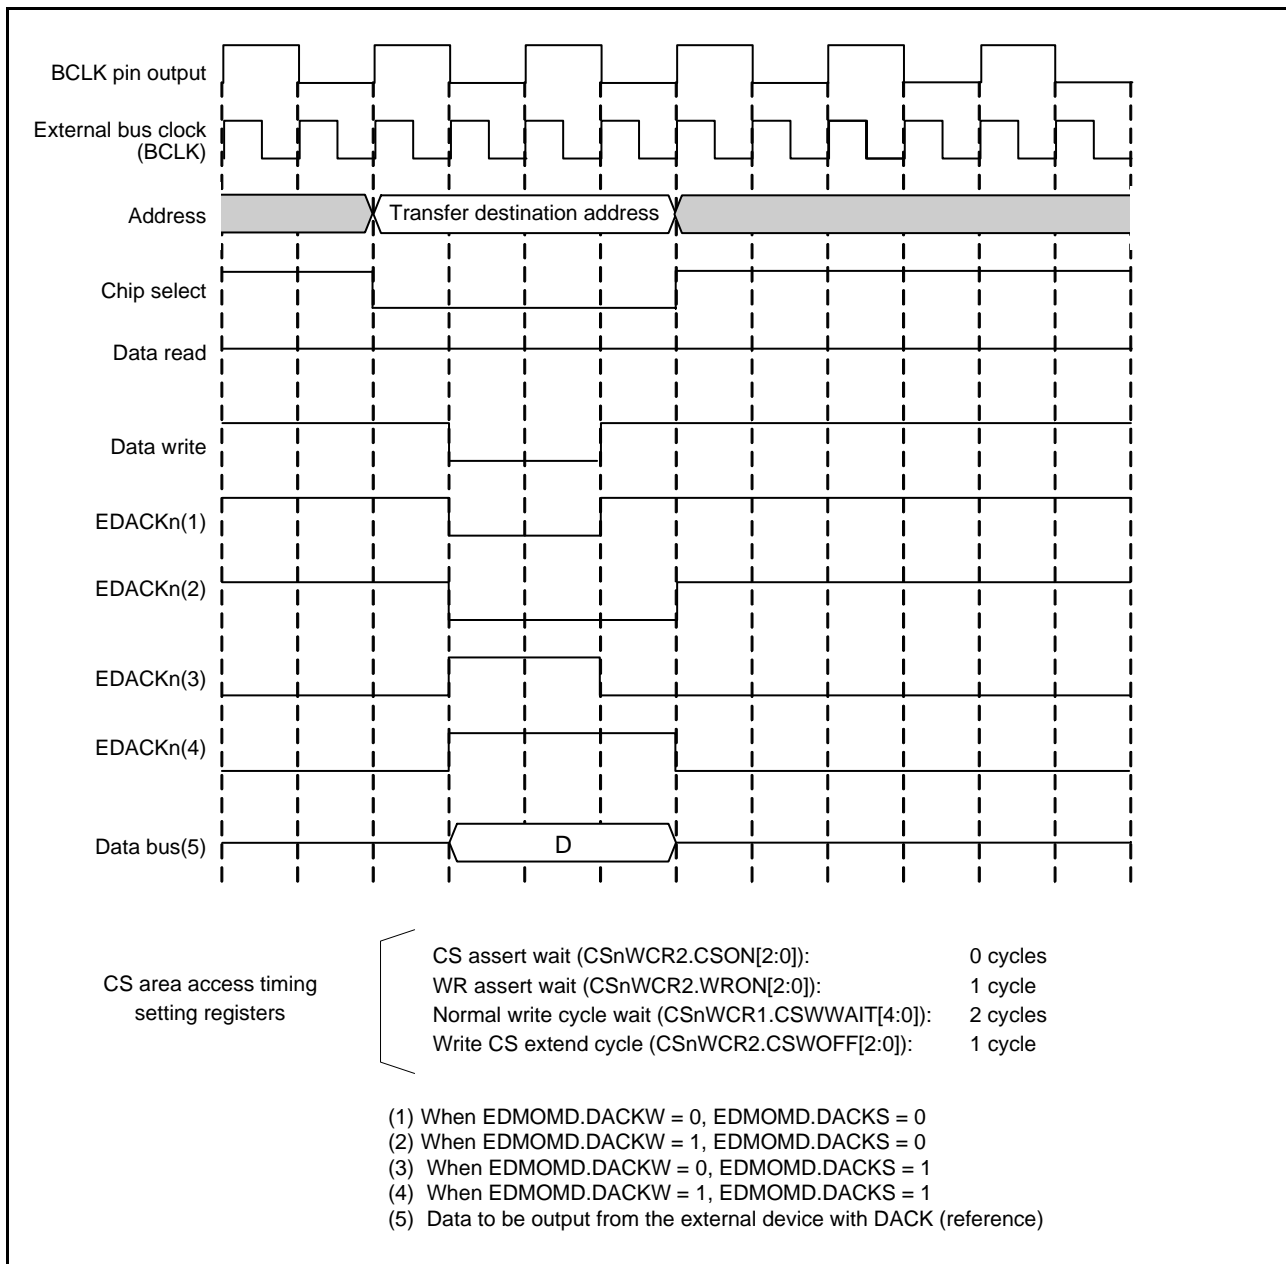 BCLK pin output
External bus clock
(BCLK)
Address
Transfer destination address
Chip select
Data read
Data write
EDACKn(1)
EDACKn(2)
EDACKn(3)
EDACKn(4)
Data bus(5)
D
CS area access timing
setting registers
CS assert wait (CSnWCR2.CSON[2:0]): 0 cycles
WR assert wait (CSnWCR2.WRON[2:0]): 1 cycle
Normal write cycle wait (CSnWCR1.CSWWAIT[4:0]): 2 cycles
Write CS extend cycle (CSnWCR2.CSWOFF[2:0]): 1 cycle
(1) When EDMOMD.DACKW = 0, EDMOMD.DACKS = 0
(2) When EDMOMD.DACKW = 1, EDMOMD.DACKS = 0
(3) When EDMOMD.DACKW = 0, EDMOMD.DACKS = 1
(4) When EDMOMD.DACKW = 1, EDMOMD.DACKS = 1
(5) Data to be output from the external device with DACK (reference)